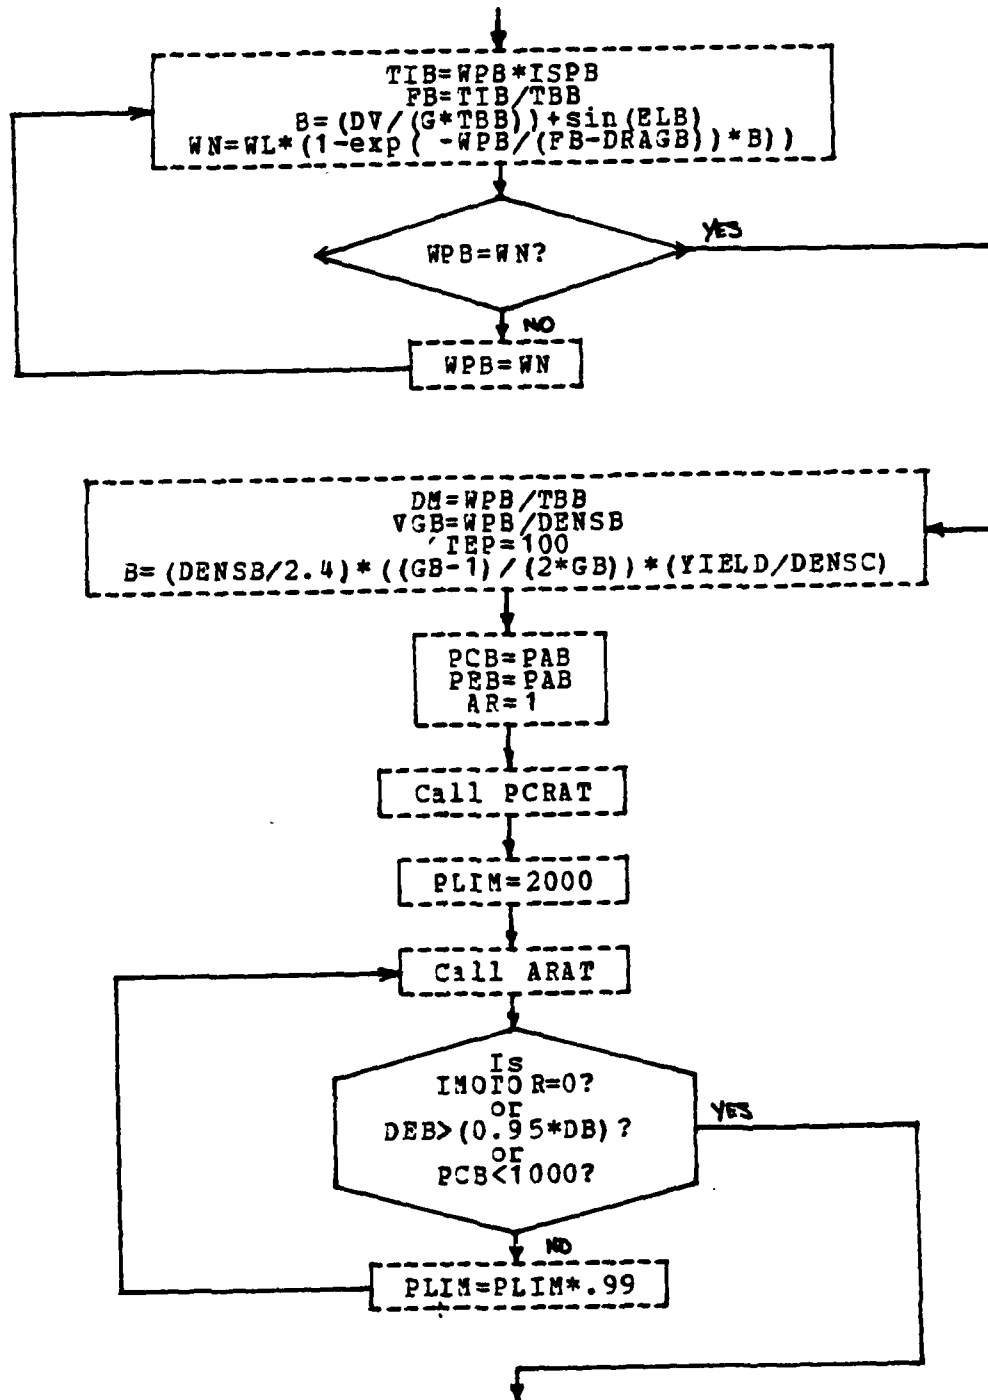 TIB=WPB*ISPB
FB=TIB/TBB
B=(DV/(G*TBB))+sin(ELB)
WN=WL*(1-exp( -WPB/(FB-DRAGB))*B))
WPB=WN?
YES
NO
WPB=WN
DM=WPB/TBB
VGB=WPB/DENSB
TEP=100
B=(DENSB/2.4)*((GB-1)/(2*GB))*(YIELD/DENSC)
PCB=PAB
PEB=PAB
AR=1
Call PCRAT
PLIM=2000
Call ARAT
Is
IMOTOR=0?
or
DEB>(0.95*DB)?
or
PCB<1000?
YES
NO
PLIM=PLIM*.99